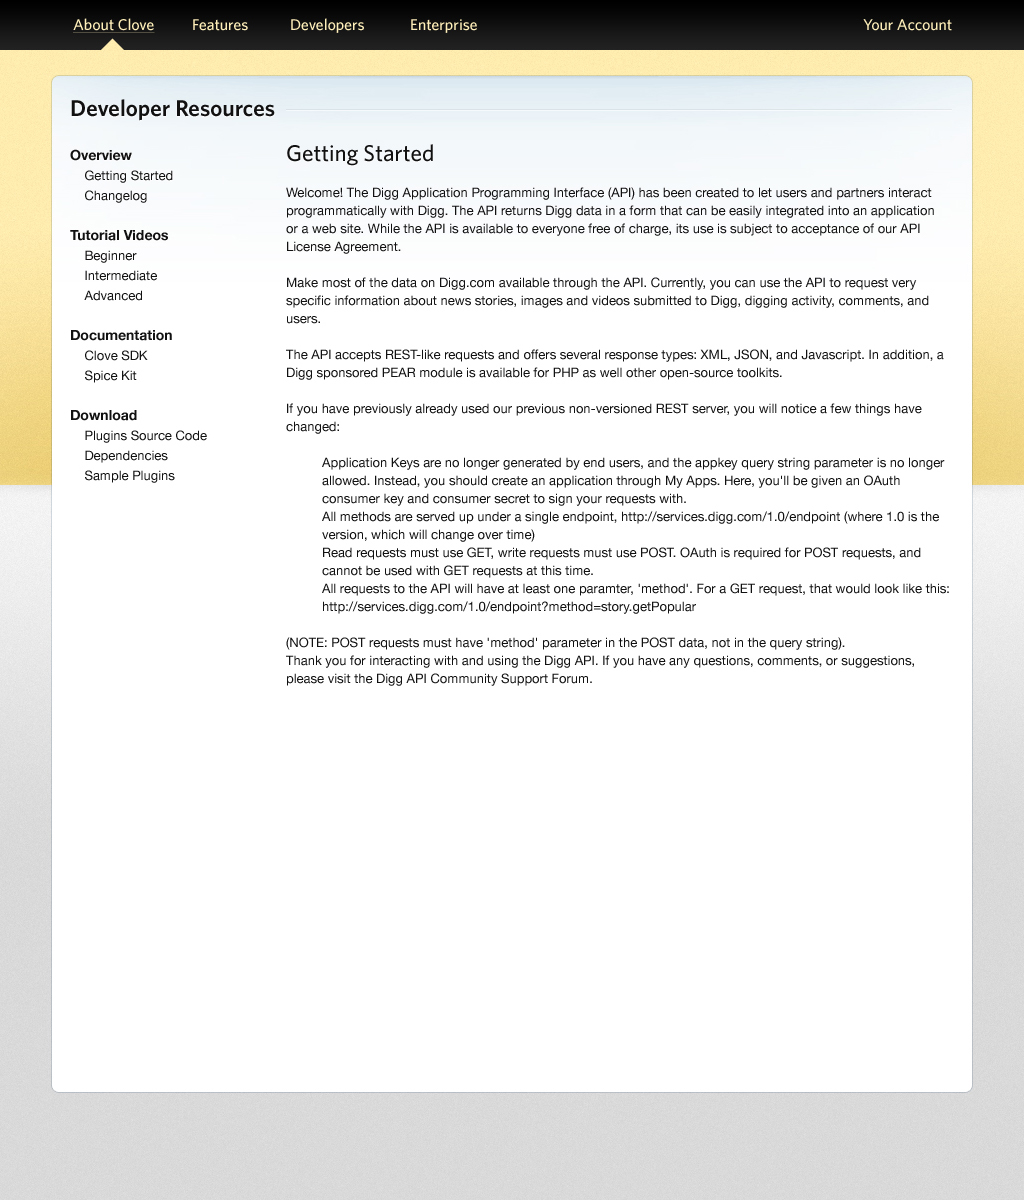 About Clove
Features
Developers
Enterprise
Your Account
Developer Resources
Overview
Getting Started
Changelog
Tutorial Videos
Beginner
Intermediate
Advanced
Documentation
Clove SDK
Spice Kit
Download
Plugins Source Code
Dependencies
Sample Plugins
Getting Started
Welcome! The Digg Application Programming Interface (API) has been created to let users and partners interact
programmatically with Digg. The API returns Digg data in a form that can be easily integrated into an application
or a web site. While the API is available to everyone free of charge, its use is subject to acceptance of our API
License Agreement.
Make most of the data on Digg.com available through the API. Currently, you can use the API to request very
specific information about news stories, images and videos submitted to Digg, digging activity, comments, and
users.
The API accepts REST-like requests and offers several response types: XML, JSON, and Javascript. In addition, a
Digg sponsored PEAR module is available for PHP as well other open-source toolkits.
If you have previously already used our previous non-versioned REST server, you will notice a few things have
changed:
Application Keys are no longer generated by end users, and the appkey query string parameter is no longer
allowed. Instead, you should create an application through My Apps. Here, you'll be given an OAuth
consumer key and consumer secret to sign your requests with.
All methods are served up under a single endpoint, http://services.digg.com/1.0/endpoint (where 1.0 is the
version, which will change over time)
Read requests must use GET, write requests must use POST. OAuth is required for POST requests, and
cannot be used with GET requests at this time.
All requests to the API will have at least one paramter, 'method'. For a GET request, that would look like this:
http://services.digg.com/1.0/endpoint?method=story.getPopular
(NOTE: POST requests must have 'method' parameter in the POST data, not in the query string).
Thank you for interacting with and using the Digg API. If you have any questions, comments, or suggestions,
please visit the Digg API Community Support Forum.